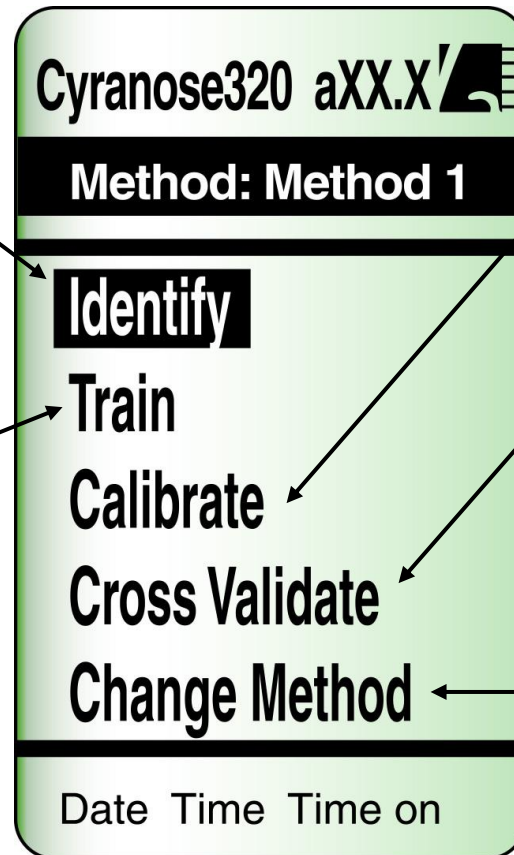 Cyranose320 aXX.X
Method: Method 1
Identify
Train
Calibrate
Cross Validate
Change Method
Date Time Time on